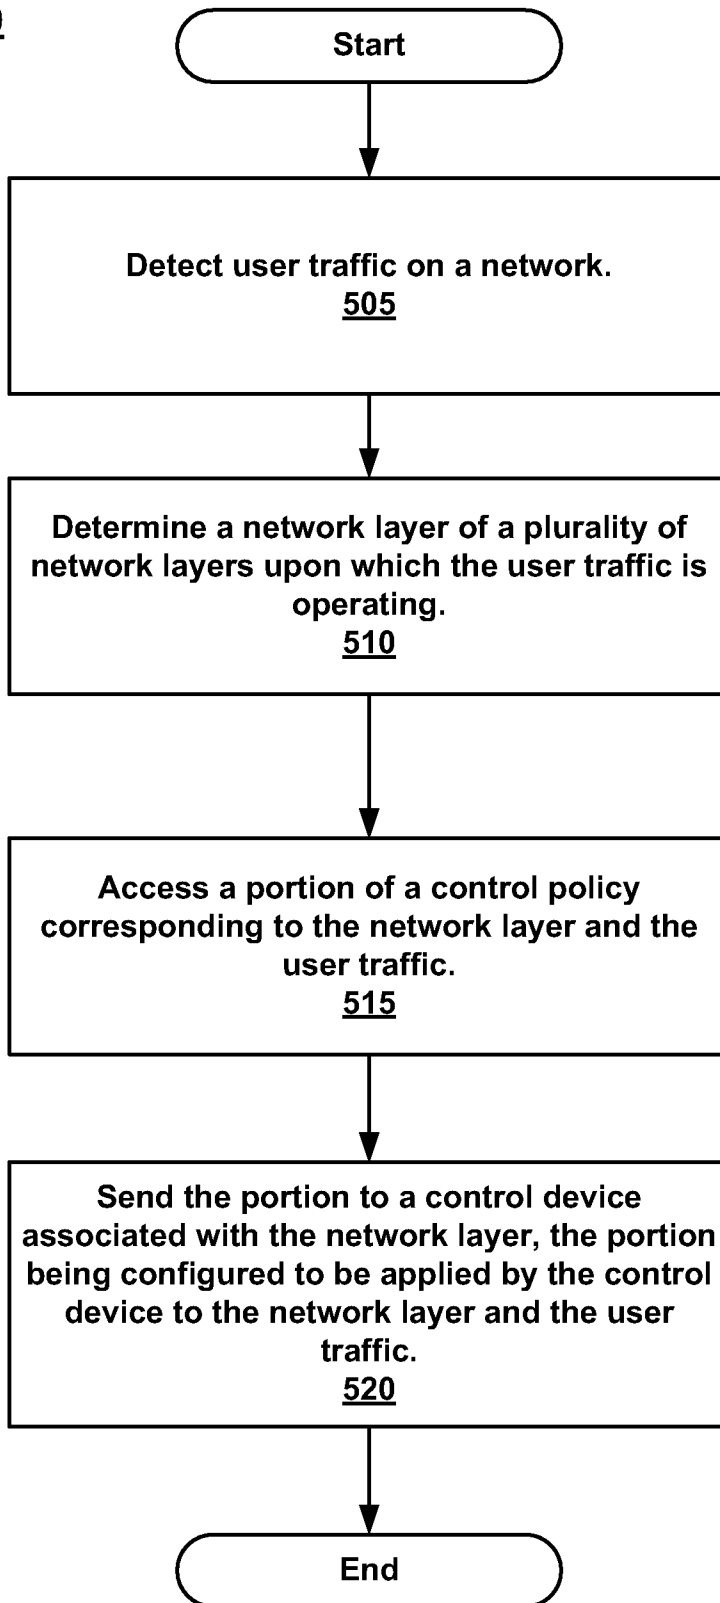 Start
Detect user traffic on a network.
505
Determine a network layer of a plurality of
network layers upon which the user traffic is
operating.
510
Access a portion of a control policy
corresponding to the network layer and the
user traffic.
515
Send the portion to a control device
associated with the network layer, the portion
being configured to be applied by the control
device to the network layer and the user
traffic.
520
End